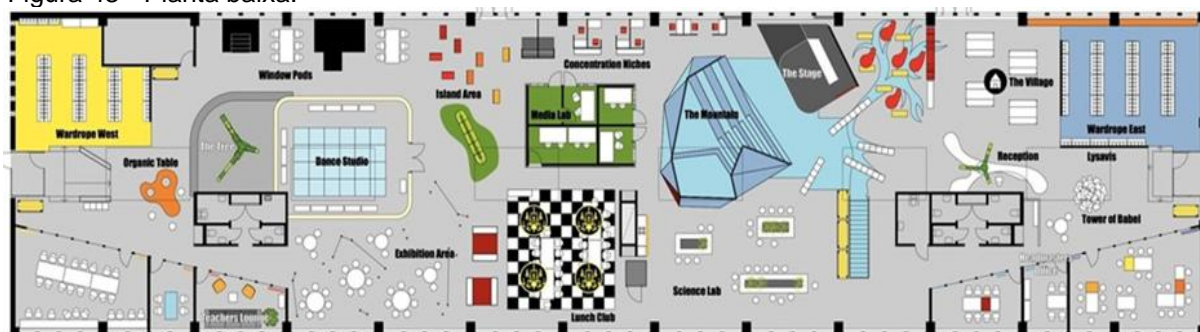 Figura 43 - Planta baixa.
Window Pods
Concentration Niches
The Stage
The Village
Island Area
Media Lab
The Mountain
Wardrope West
The Tree
Dance Studio
Organic Table
Wardrope East
Reception
Lysavis
Tower of Babel
Exhibition Area
Science Lab
Teachers Lounge
Lunch Club